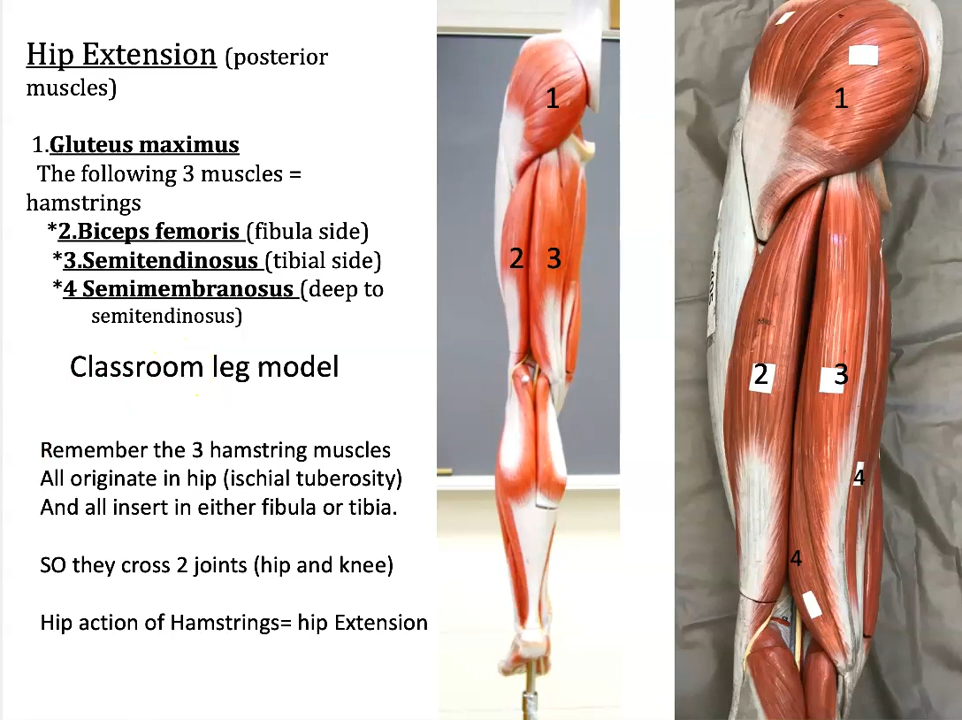 Hip Extension (posterior
muscles)
1.Gluteus maximus
The following 3 muscles =
hamstrings
*2.Biceps femoris (fibula side)
*3.Semitendinosus (tibial side)
*4 Semimembranosus (deep to
semitendinosus)
Classroom leg model
Remember the 3 hamstring muscles
All originate in hip (ischial tuberosity)
And all insert in either fibula or tibia.
SO they cross 2 joints (hip and knee)
Hip action of Hamstrings= hip Extension
1
2 3
1
2 3
4
4